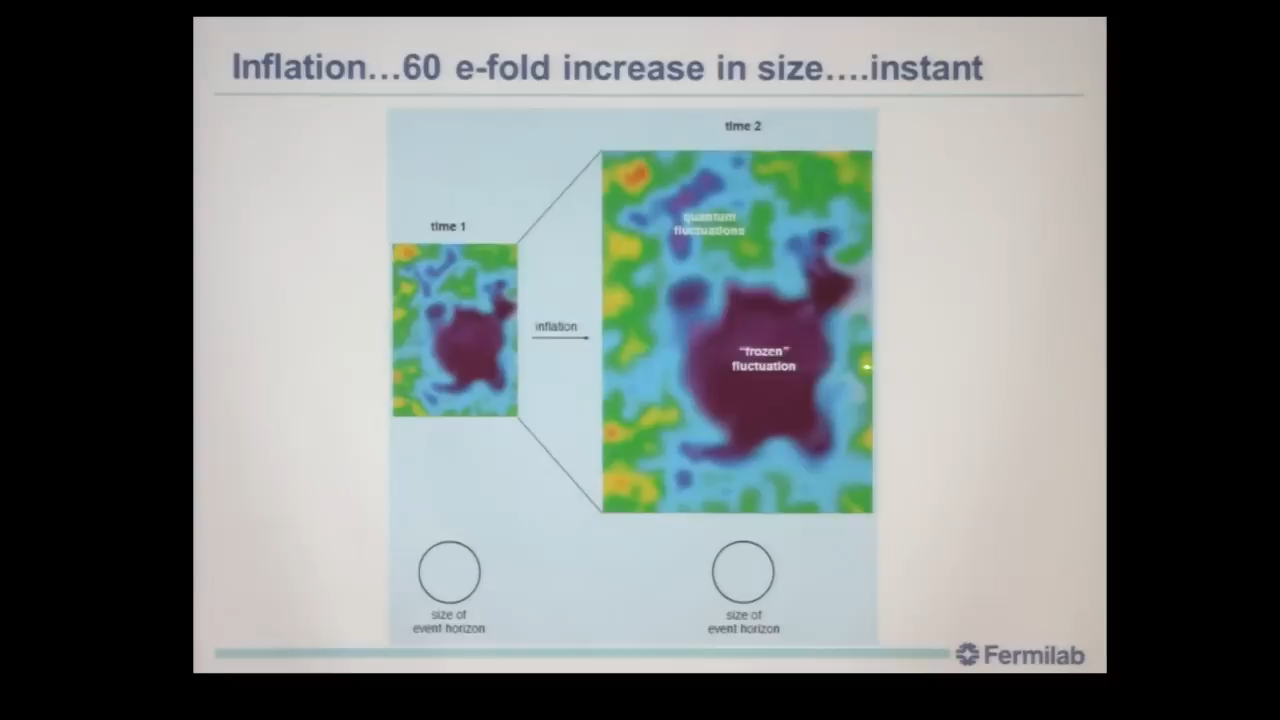 Inflation...60 e-fold increase in size....instant
time 2
time 1
quantum
fluctuations
inflation
"frozen"
fluctuation
size of
event horizon
size of
event horizon
Fermilab